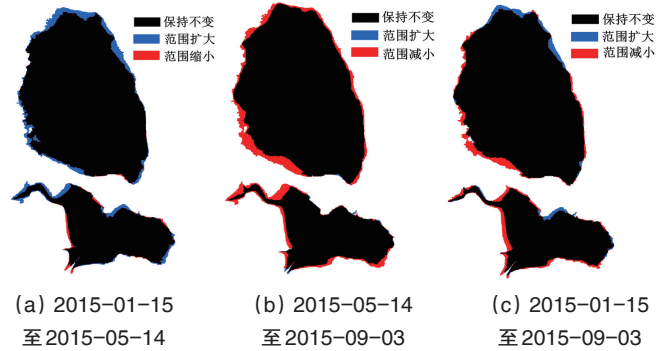 保持不变
范围扩大
范围缩小
保持不变
范围扩大
范围减小
保持不变
范围扩大
范围减小
(a) 2015-01-15
至2015-05-14
(b) 2015-05-14
至2015-09-03
(c) 2015-01-15
至2015-09-03